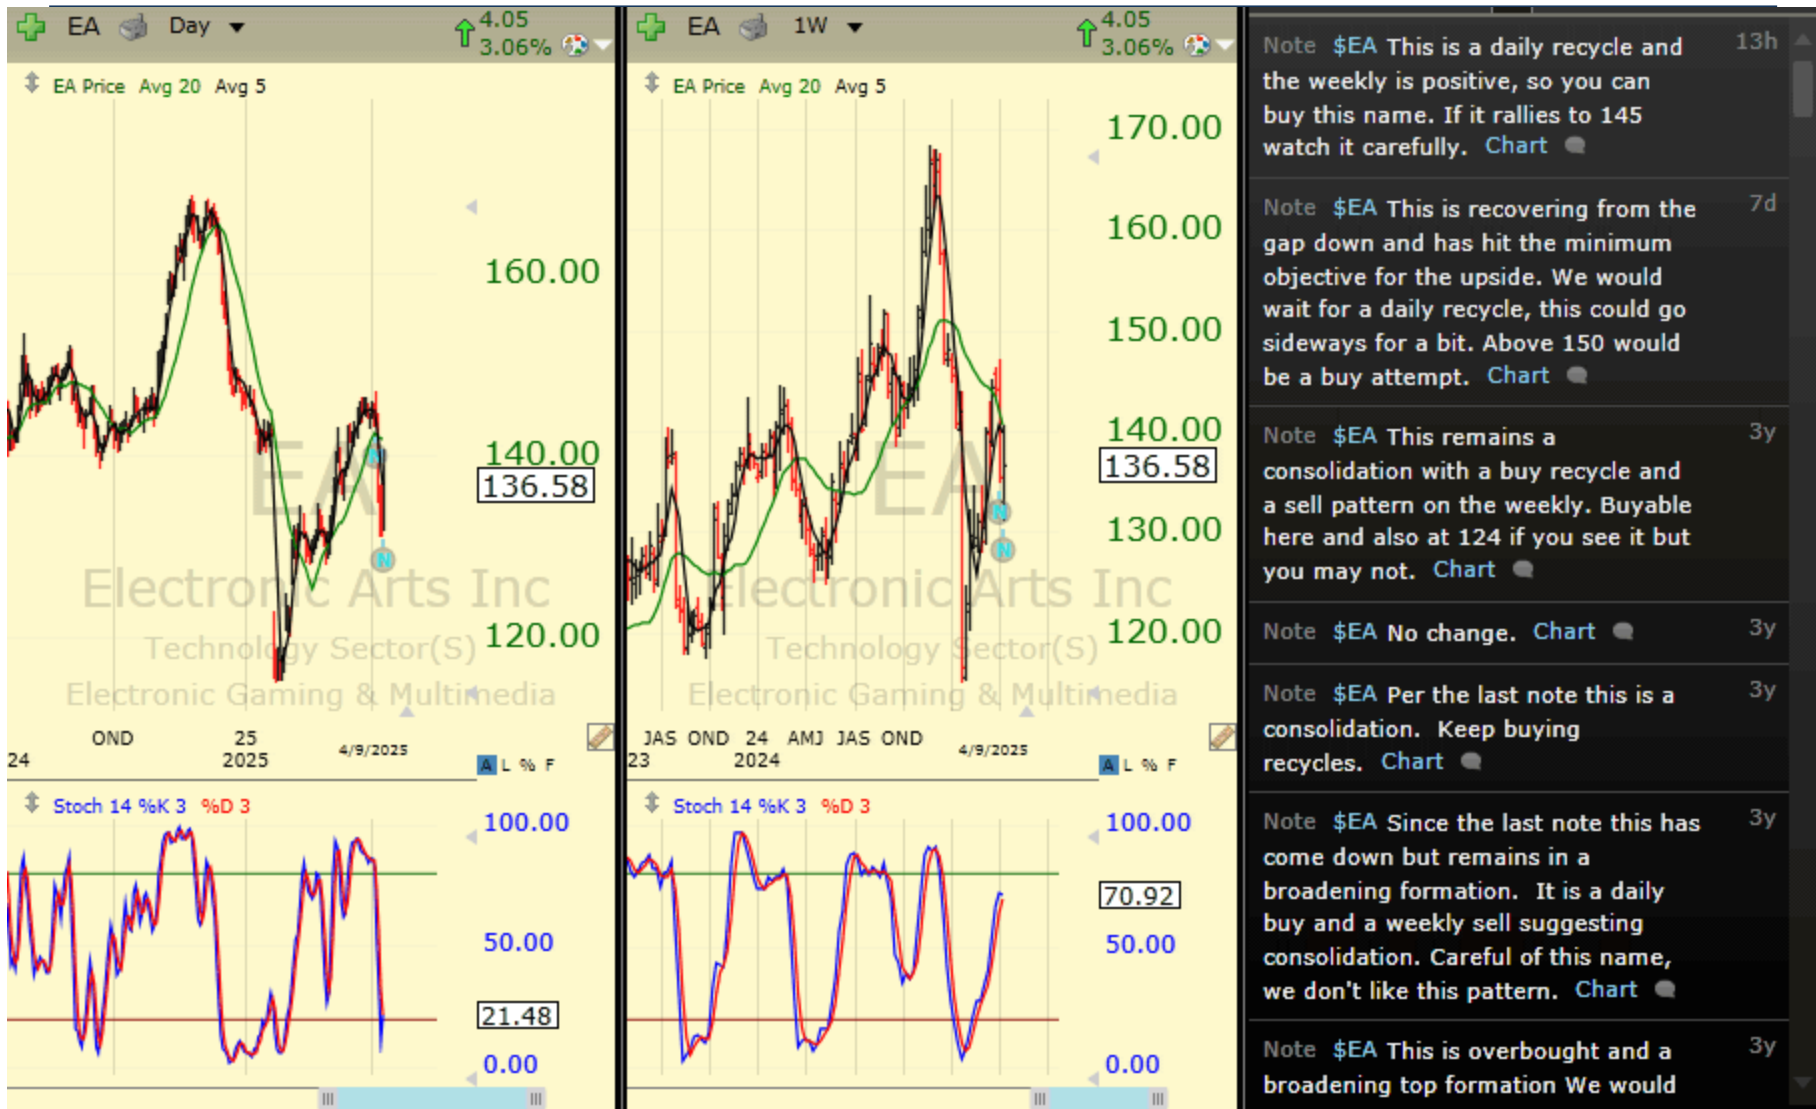 EA Day 4.05
3.06%
EA Price Avg 20 Avg 5
160.00
140.00
136.58
120.00
EA
Electronic Arts Inc
Technology Sector(S)
Electronic Gaming & Multimedia
N
N
OND 25 4/9/2025
24 2025
A L % F
Stoch 14 %K 3 %D 3
100.00
50.00
21.48
0.00
EA 1W 4.05
3.06%
EA Price Avg 20 Avg 5
170.00
160.00
150.00
140.00
136.58
130.00
120.00
EA
Electronic Arts Inc
Technology Sector(S)
Electronic Gaming & Multimedia
N
N
JAS OND 24 AMJ JAS OND 4/9/2025
23 2024
A L % F
Stoch 14 %K 3 %D 3
100.00
70.92
50.00
0.00
Note $EA This is a daily recycle and 13h
the weekly is positive, so you can
buy this name. If it rallies to 145
watch it carefully. Chart
Note $EA This is recovering from the 7d
gap down and has hit the minimum
objective for the upside. We would
wait for a daily recycle, this could go
sideways for a bit. Above 150 would
be a buy attempt. Chart
Note $EA This remains a 3y
consolidation with a buy recycle and
a sell pattern on the weekly. Buyable
here and also at 124 if you see it but
you may not. Chart
Note $EA No change. Chart 3y
Note $EA Per the last note this is a 3y
consolidation. Keep buying
recycles. Chart
Note $EA Since the last note this has 3y
come down but remains in a
broadening formation. It is a daily
buy and a weekly sell suggesting
consolidation. Careful of this name,
we don't like this pattern. Chart
Note $EA This is overbought and a 3y
broadening top formation We would